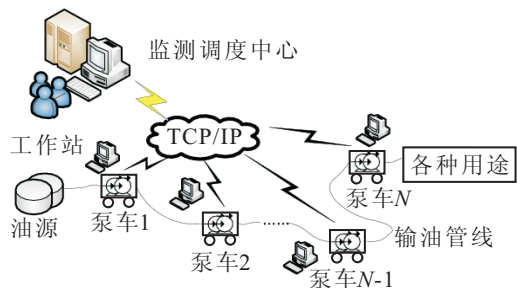 监测调度中心
工作站
TCP/IP
各种用途
油源
泵车1
泵车2
......
泵车N-1
泵车N
输油管线